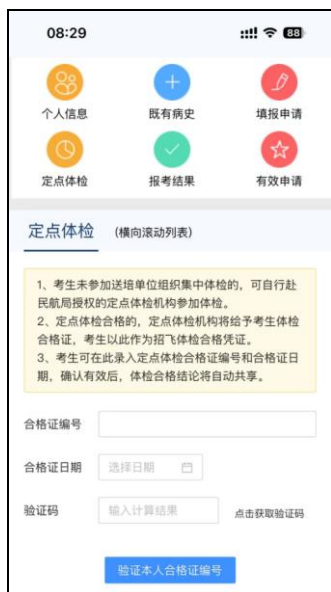 08:29
88
个人信息
既有病史
填报申请
定点体检
报考结果
有效申请
定点体检 (横向滚动列表)
1、考生未参加送培单位组织集中体检的，可自行赴
民航局授权的定点体检机构参加体检。
2、定点体检合格的，定点体检机构将给予考生体检
合格证，考生以此作为招飞体检合格凭证。
3、考生可在此录入定点体检合格证编号和合格证日
期，确认有效后，体检合格结论将自动共享。
合格证编号
合格证日期 选择日期
验证码 输入计算结果 点击获取验证码
验证本人合格证编号